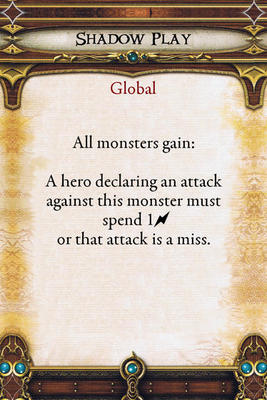 Shadow Play
Global
All monsters gain:
A hero declaring an attack
against this monster must
spend 1
or that attack is a miss.